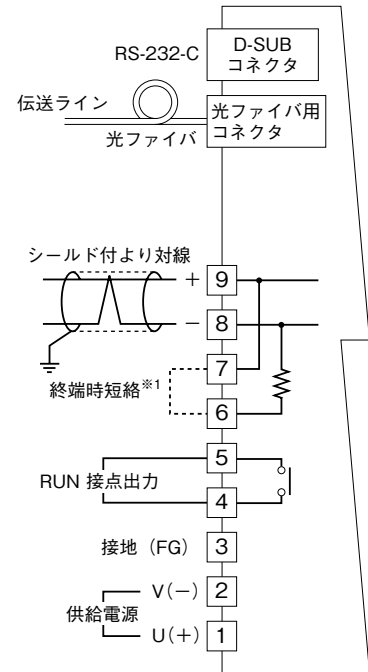 RS-232-C
D-SUB
コネクタ
伝送ライン
光ファイバ
光ファイバ用
コネクタ
シールド付より対線
+ 9
− 8
7
終端時短絡※1
6
5
RUN 接点出力
4
接地（FG） 3
V(−) 2
供給電源
U(+) 1